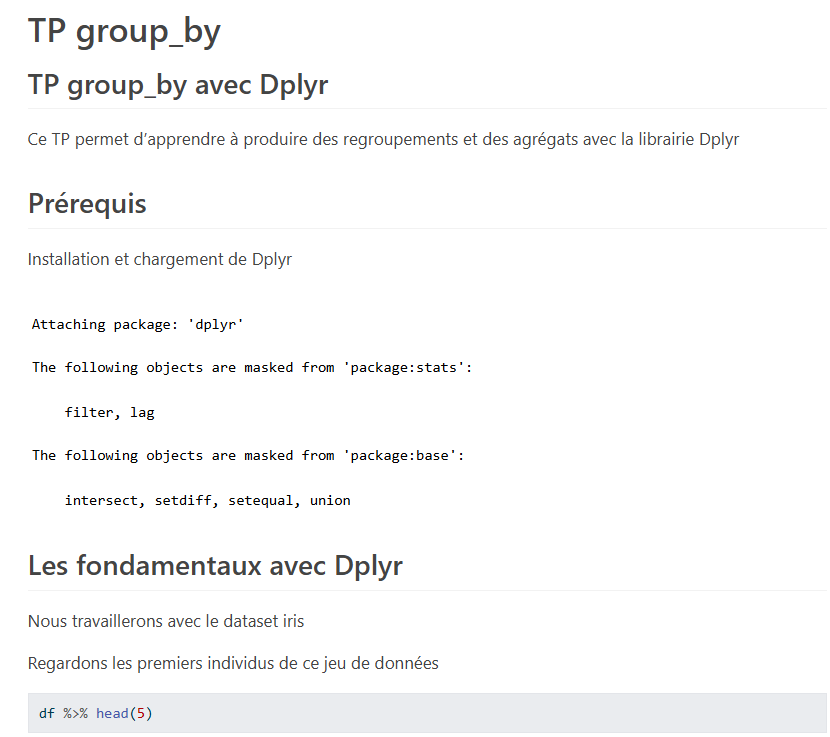 TP group_by
TP group_by avec Dplyr
Ce TP permet d’apprendre à produire des regroupements et des agrégats avec la librairie Dplyr
Prérequis
Installation et chargement de Dplyr
Attaching package: 'dplyr'
The following objects are masked from 'package:stats':
filter, lag
The following objects are masked from 'package:base':
intersect, setdiff, setequal, union
Les fondamentaux avec Dplyr
Nous travaillerons avec le dataset iris
Regardons les premiers individus de ce jeu de données
df %>% head(5)